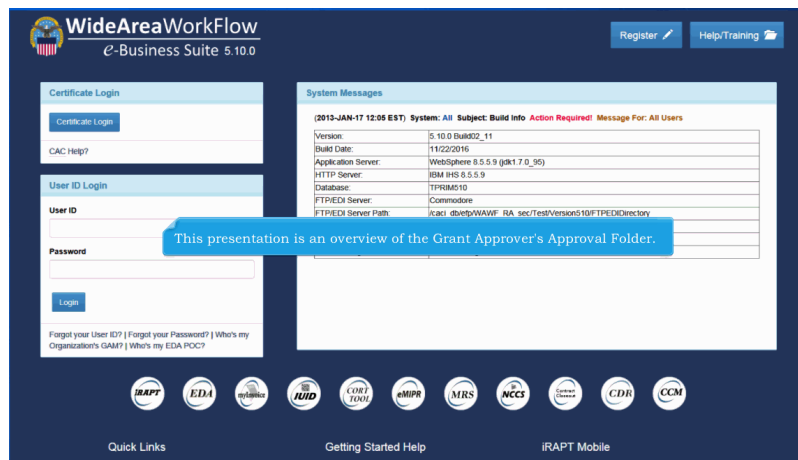 WideAreaWorkFlow
e-Business Suite 5.10.0
Register
Help/Training
Certificate Login
Certificate Login
CAC Help?
User ID Login
User ID
Password
Login
Forgot your User ID? | Forgot your Password? | Who's my
Organization's GAM? | Who's my EDA POC?
System Messages
(2013-JAN-17 12:05 EST) System: All Subject: Build Info Action Required! Message For: All Users
Version: 5.10.0 Build02_11
Build Date: 11/22/2016
Application Server: WebSphere 8.5.5.9 (jdk1.7.0_95)
HTTP Server: IBM IHS 8.5.5.9
Database: TPRIM510
FTP/EDI Server: Commodore
FTP/EDI Server Path: /caci_db/efp/WAWF_RA_sec/Test/Version510/FTPEDIDirectory
This presentation is an overview of the Grant Approver's Approval Folder.
iRAPT
EDA
myInvoice
IUID
CORT
TOOL
eMIPR
MRS
NCCS
Contract
Closeout
CDR
CCM
Quick Links
Getting Started Help
iRAPT Mobile